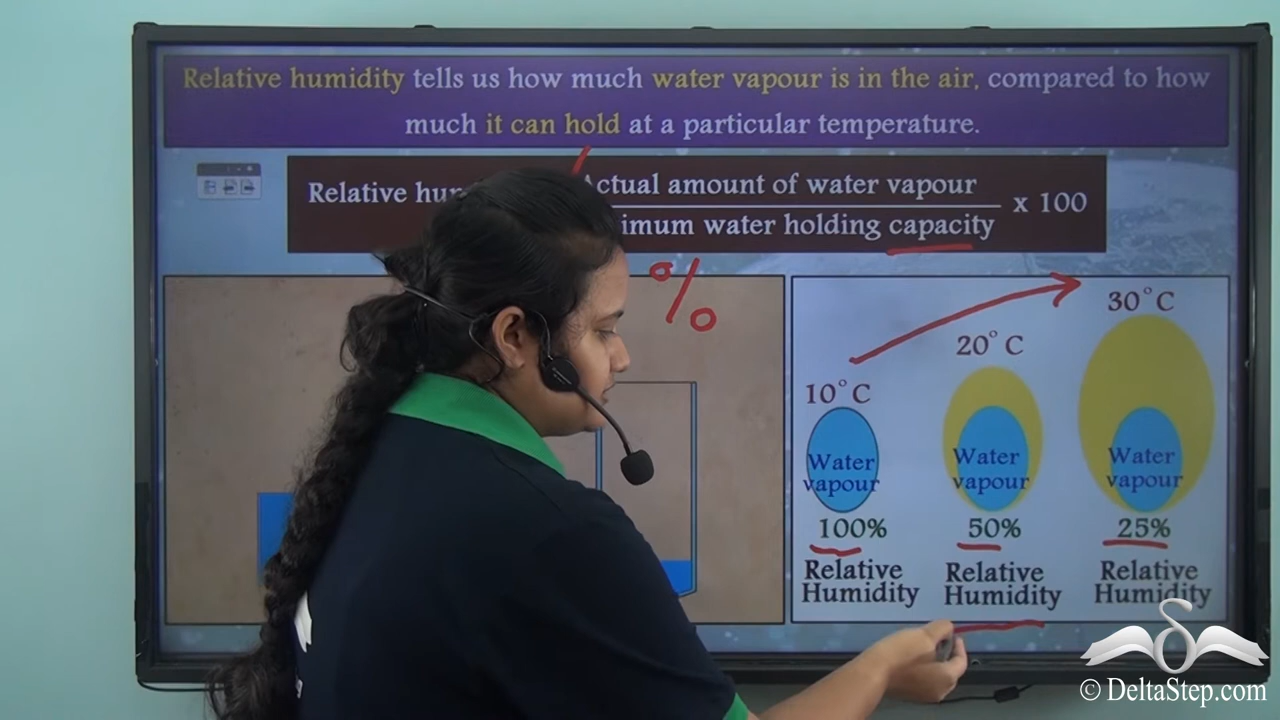 Relative humidity tells us how much water vapour is in the air, compared to how
much it can hold at a particular temperature.
Relative Actual amount of water vapour
water holding capacity x 100
%
10°C
20°C
30°C
Water
vapour
Water
vapour
Water
vapour
100%
50%
25%
Relative
Humidity
Relative
Humidity
Relative
Humidity
© DeltaStep.com